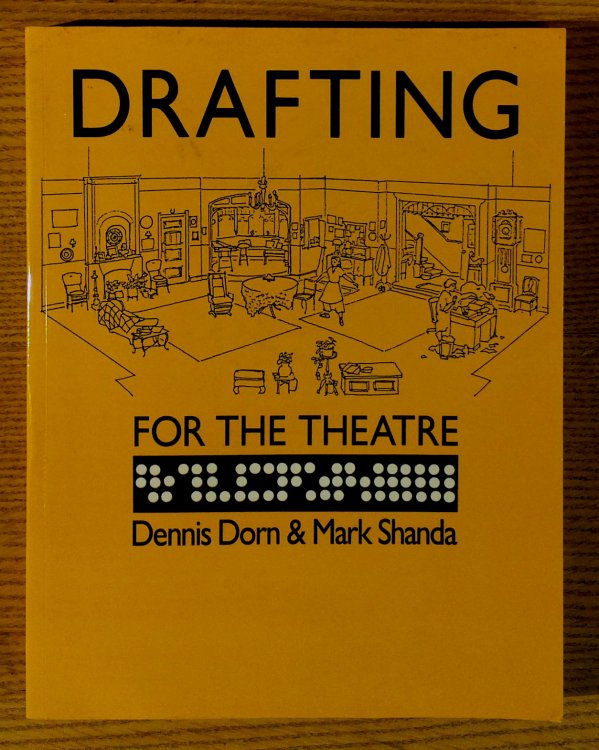 DRAFTING
FOR THE THEATRE
Dennis Dorn & Mark Shanda